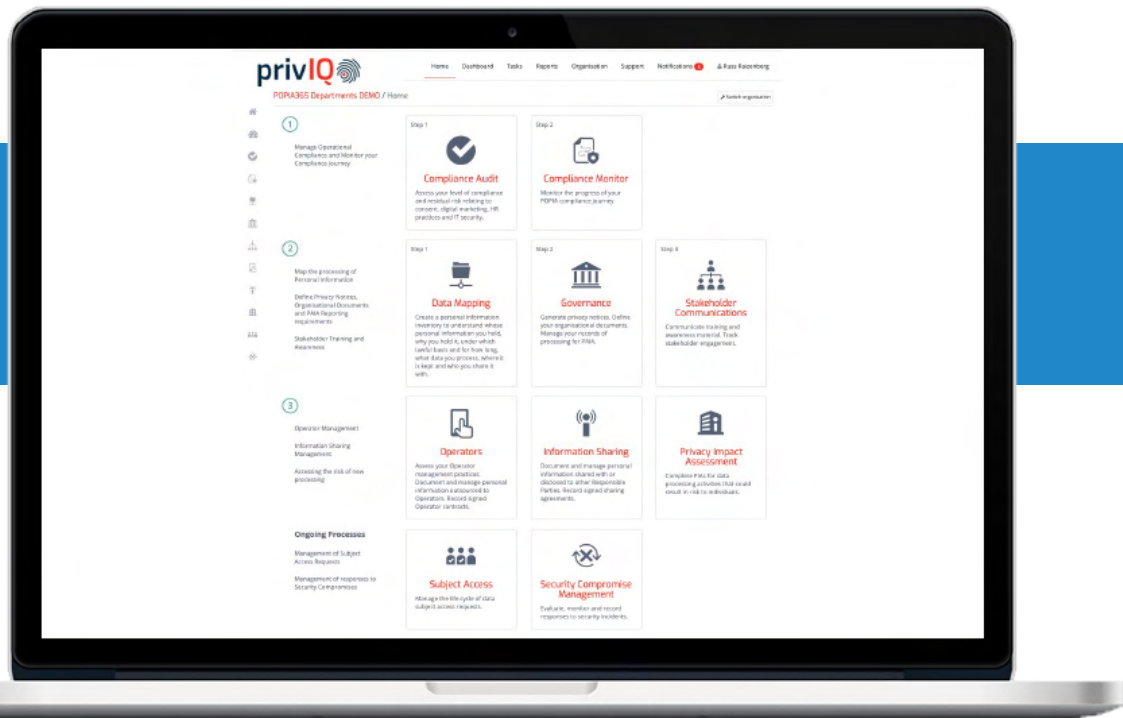 privIQ
Home Dashboard Tasks Reports Organisation Support Notifications Russ Raizenberg
POPIA365 Departments DEMO / Home
Switch organisation
1
Manage Operational
Compliance and Monitor your
Compliance Journey
Step 1
Compliance Audit
Assess your level of compliance
and residual risk relating to
consent, digital marketing, HR
practices and IT security.
Step 2
Compliance Monitor
Monitor the progress of your
POPIA compliance journey
2
Map the processing of
Personal Information
Define Privacy Notices,
Organisational Documents
and PAIA Reporting
requirements
Stakeholder Training and
Awareness
Step 1
Data Mapping
Create a personal information
inventory to understand whose
personal information you hold,
why you hold it, under which
lawful basis and for how long,
what data you process, where it
is kept and who you share it
with.
Step 2
Governance
Generate privacy notices. Define
your organisational documents.
Manage your records of
processing for PAIA.
Step 3
Stakeholder
Communications
Communicate training and
awareness material. Track
stakeholder engagement.
3
Operator Management
Information Sharing
Management
Assessing the risk of new
processing
Operators
Assess your Operator
management practices.
Document and manage personal
information outsourced to
Operators. Record signed
Operator contracts.
Information Sharing
Document and manage personal
information shared with or
disclosed to other Responsible
Parties. Record signed sharing
agreements.
Privacy Impact
Assessment
Complete PIAs for data
processing activities that could
result in risk to individuals.
Ongoing Processes
Management of Subject
Access Requests
Management of responses to
Security Compromises
Subject Access
Manage the lifecycle of data
subject access requests.
Security Compromise
Management
Evaluate, monitor and record
responses to security incidents.